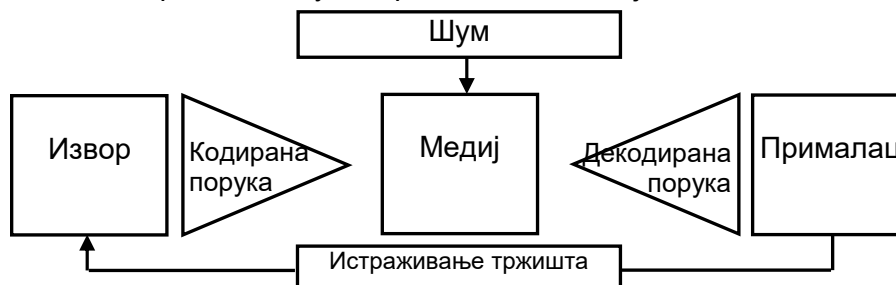 Шум
Извор
Кодирана
порука
Медиј
Декодирана
порука
Прималац
Истраживање тржишта